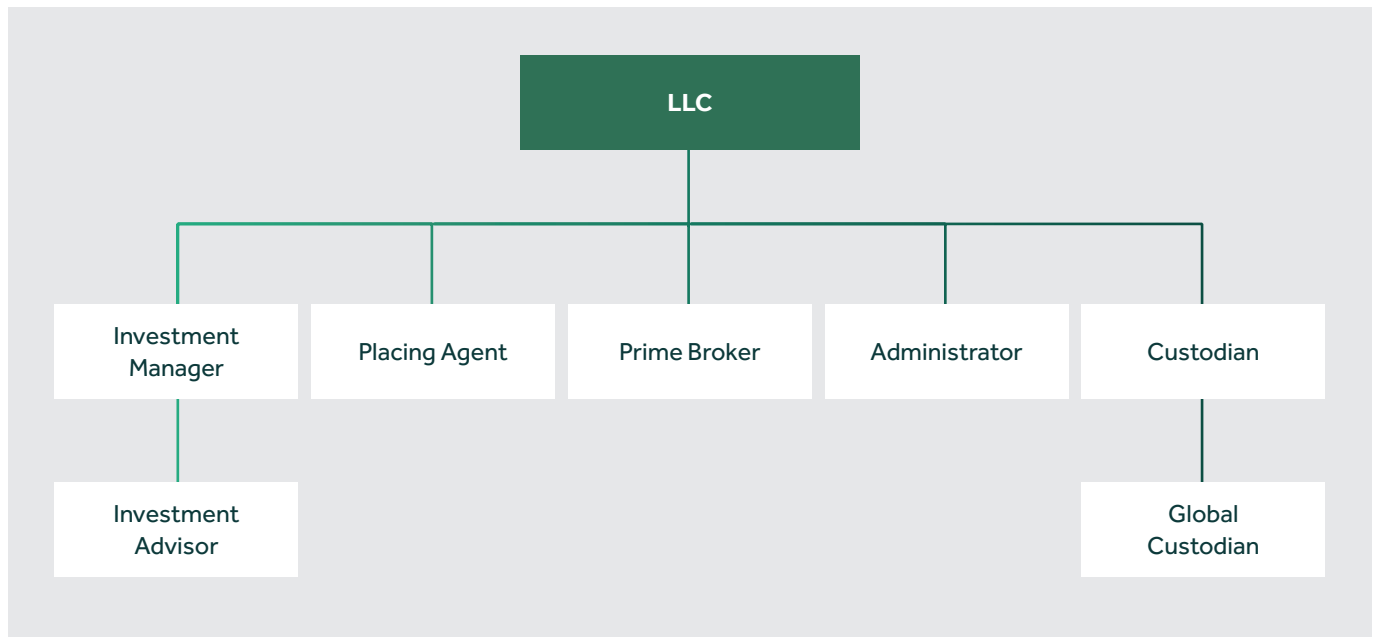 LLC
Investment
Manager
Placing Agent
Prime Broker
Administrator
Custodian
Investment
Advisor
Global
Custodian